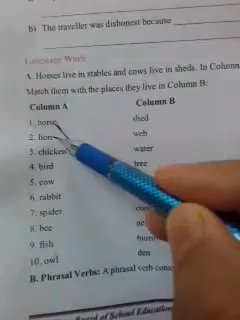 b) The traveller was dishonest because
Language Work
A. Horses live in stables and cows live in sheds. In Column
Match them with the places they live in Column B:
Column A Column B
1. horse shed
2. lion web
3. chicken water
4. bird tree
5. cow
6. rabbit
7. spider
8. bee
9. fish
10. owl den
B. Phrasal Verbs: A phrasal verb
Board of School Education